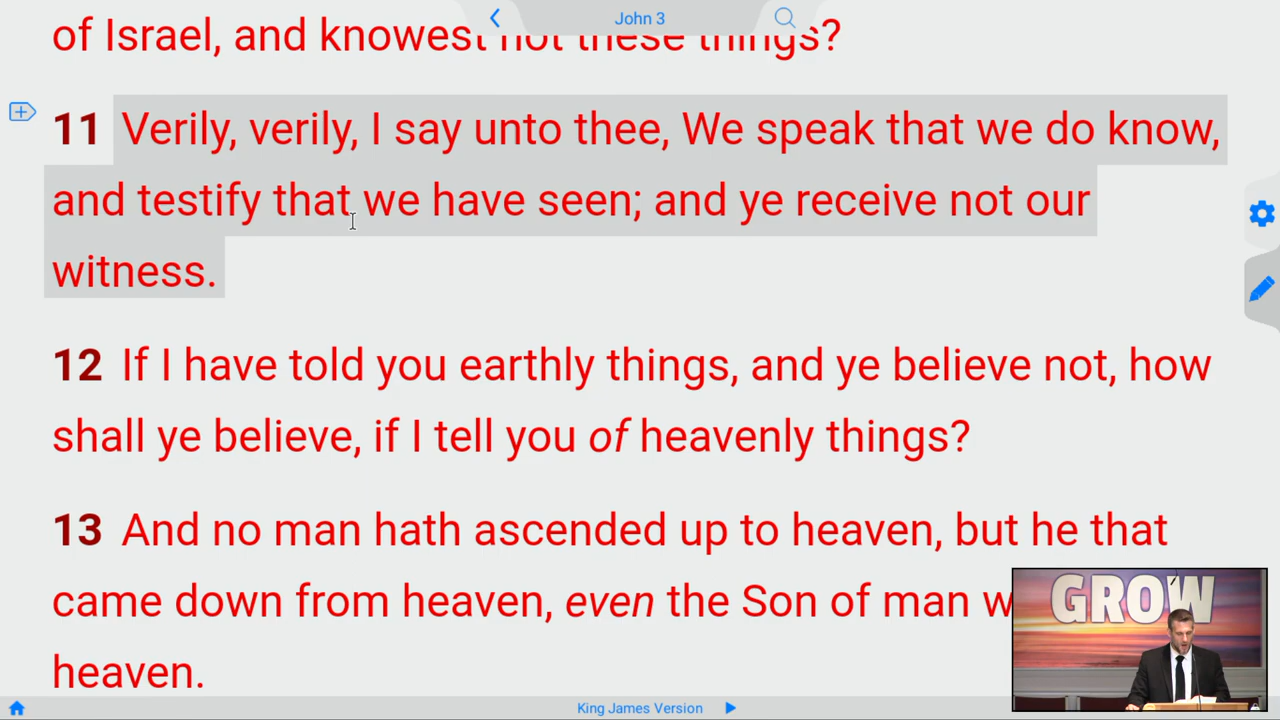 John 3
of Israel, and knowest not these things?
11 Verily, verily, I say unto thee, We speak that we do know,
and testify that we have seen; and ye receive not our
witness.
12 If I have told you earthly things, and ye believe not, how
shall ye believe, if I tell you of heavenly things?
13 And no man hath ascended up to heaven, but he that
came down from heaven, even the Son of man w
heaven.
GROW
King James Version